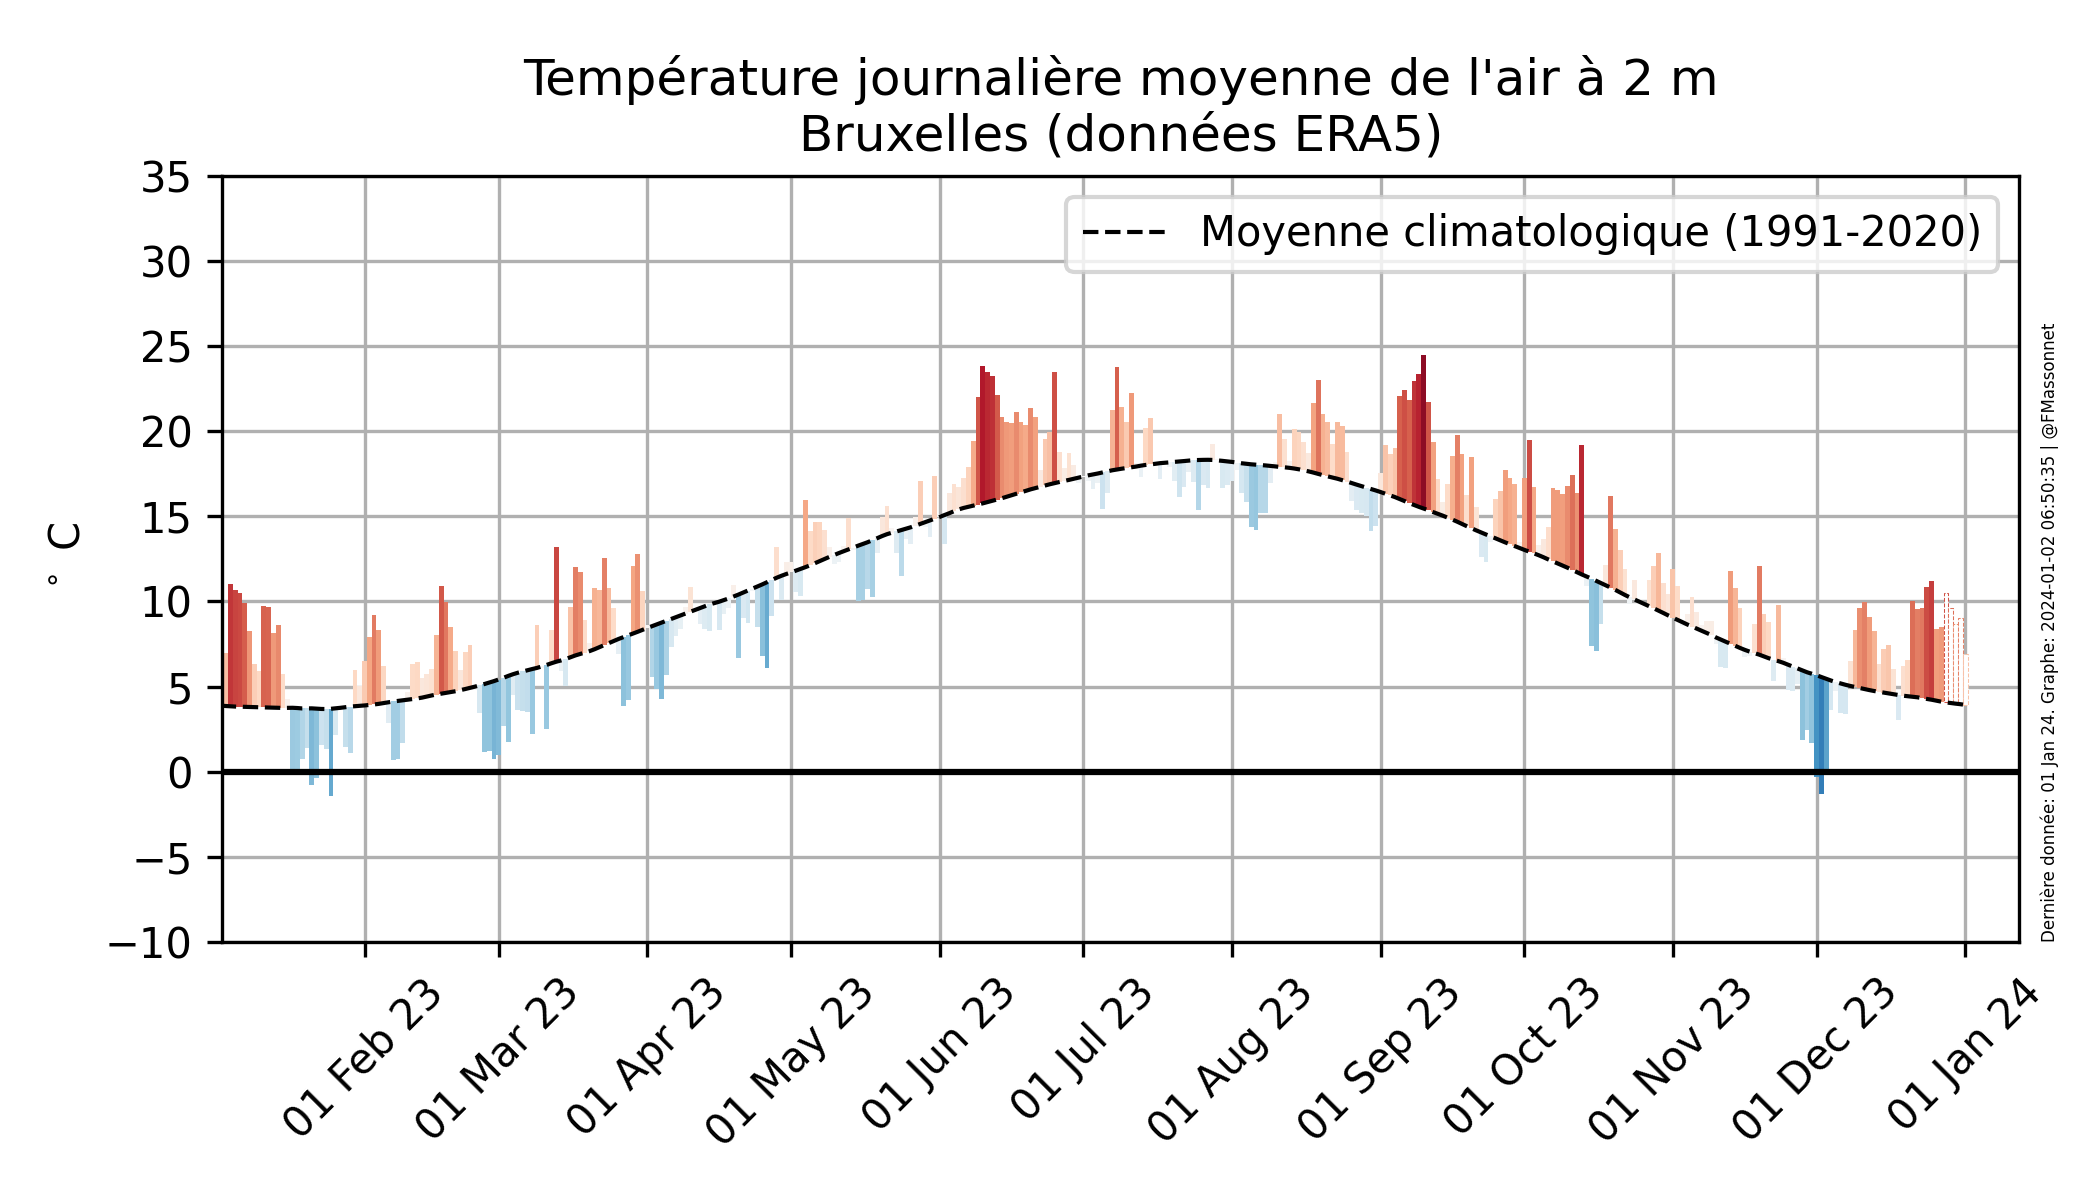 Température journalière moyenne de l'air à 2 m
Bruxelles (données ERA5)
35
30
25
20
15
10
5
0
−5
−10
° C
Moyenne climatologique (1991-2020)
01 Feb 23
01 Mar 23
01 Apr 23
01 May 23
01 Jun 23
01 Jul 23
01 Aug 23
01 Sep 23
01 Oct 23
01 Nov 23
01 Dec 23
01 Jan 24
Dernière donnée: 01 Jan 24. Graphe: 2024-01-02 06:50:35 | @FMassonnet